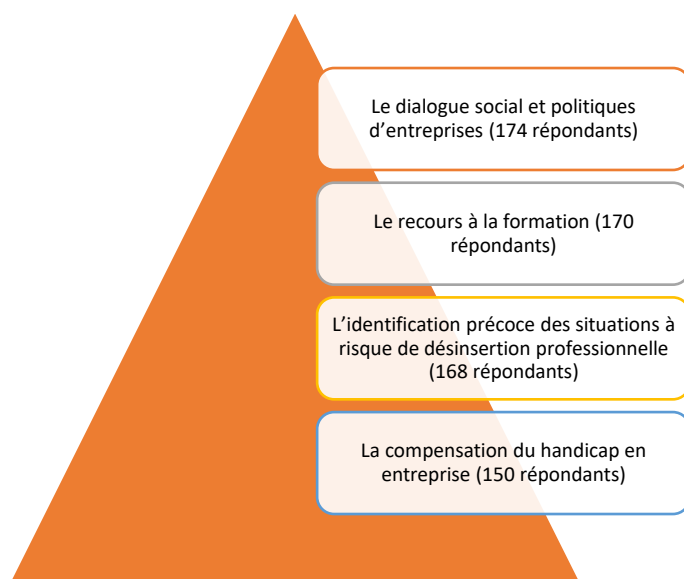 Le dialogue social et politiques
d’entreprises (174 répondants)
Le recours à la formation (170
répondants)
L’identification précoce des situations à
risque de désinsertion professionnelle
(168 répondants)
La compensation du handicap en
entreprise (150 répondants)